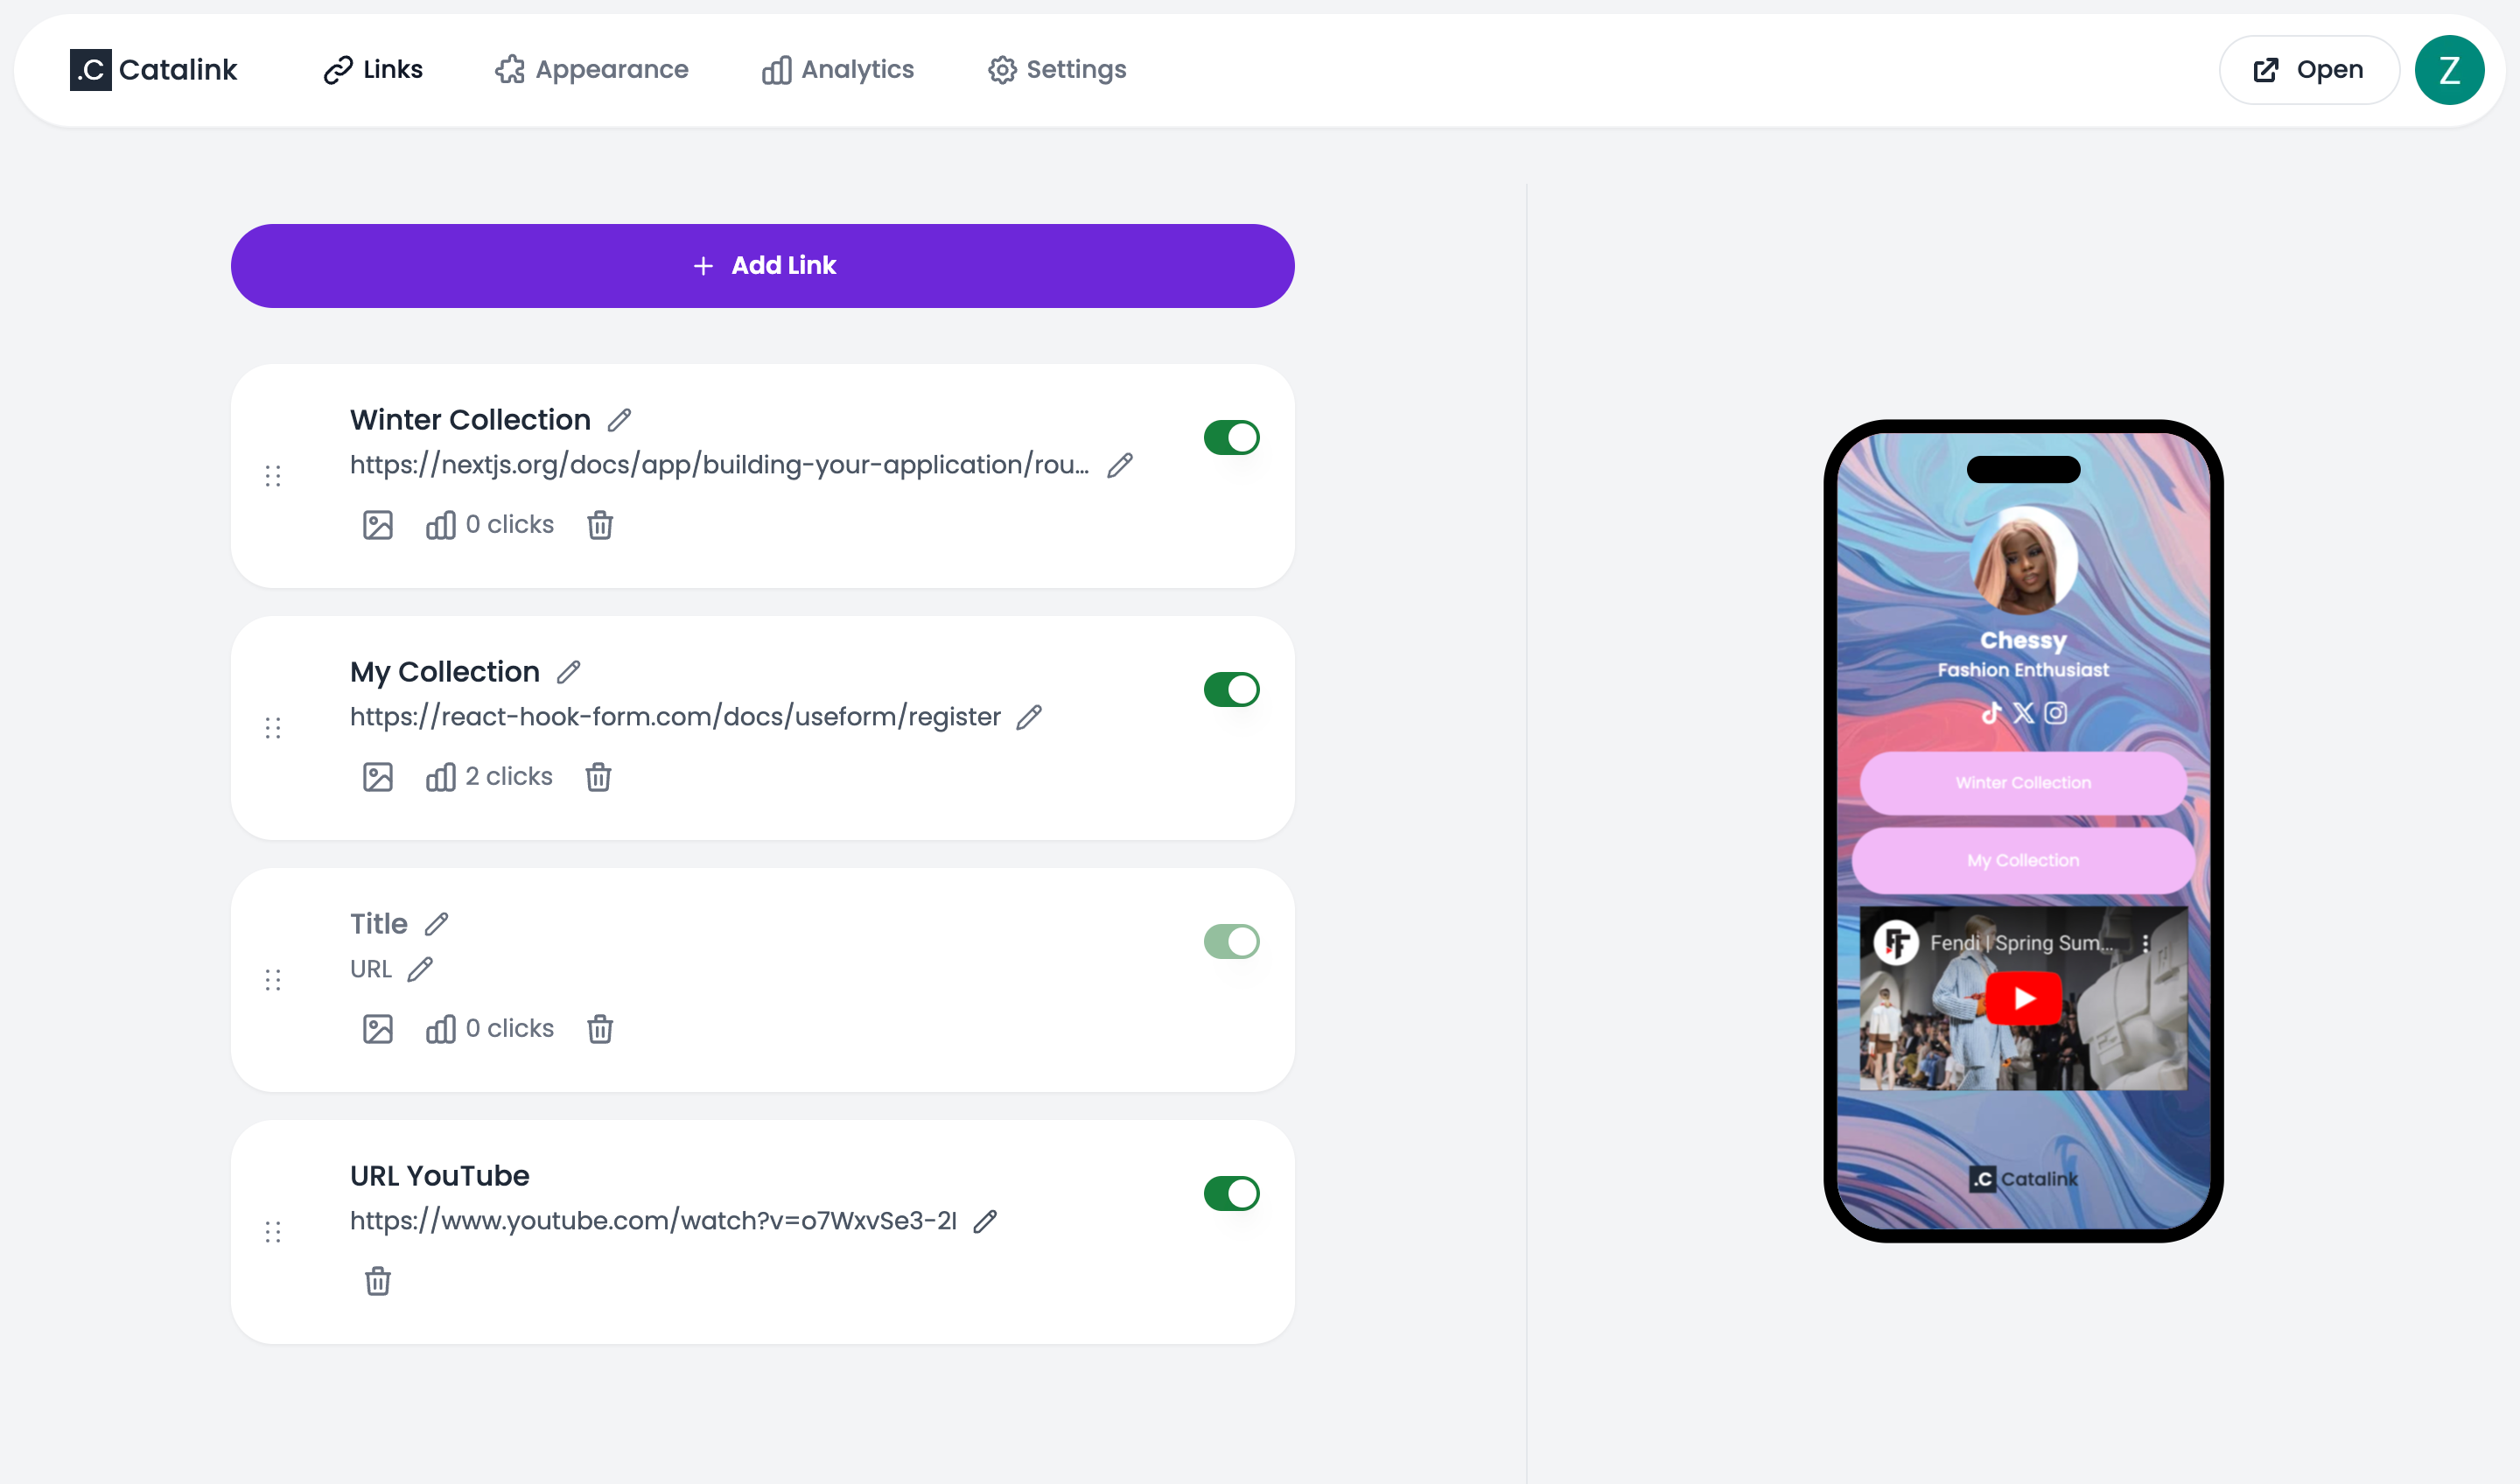 .C Catalink
Links
Appearance
Analytics
Settings
Open
Z
+ Add Link
Winter Collection
https://nextjs.org/docs/app/building-your-application/rou...
0 clicks
My Collection
https://react-hook-form.com/docs/useform/register
2 clicks
Title
URL
0 clicks
URL YouTube
https://www.youtube.com/watch?v=o7WxvSe3-2I
Chessy
Fashion Enthusiast
Winter Collection
My Collection
Fendi | Spring Sum...
.C Catalink